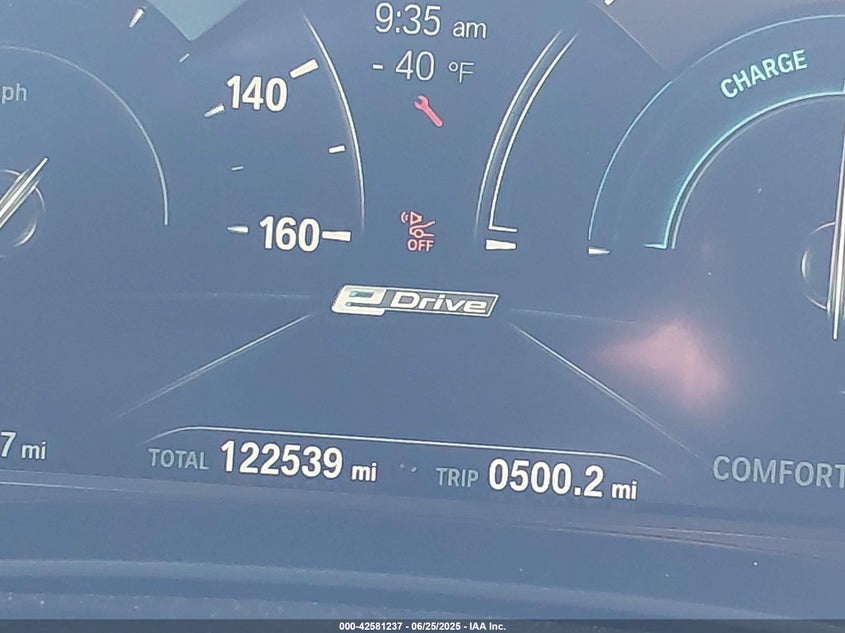 9:35 am
- 40 °F
ph
140
CHARGE
160
OFF
eDrive
7 mi
TOTAL 122539 mi
TRIP 0500.2 mi
COMFORT
000-42581237 - 06/25/2025 - IAA Inc.